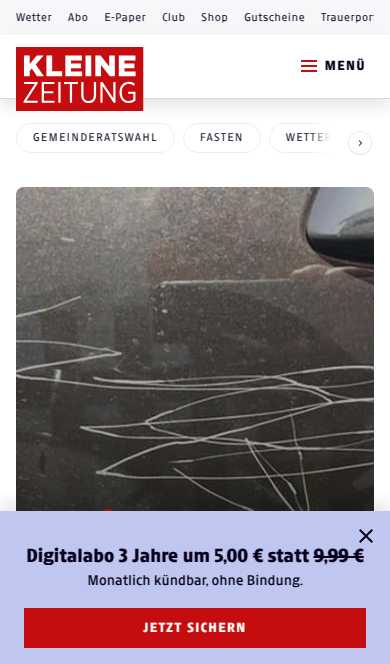 Wetter Abo E-Paper Club Shop Gutscheine Trauerpor
KLEINE
ZEITUNG
MENÜ
GEMEINDERATSWAHL FASTEN WETTER
Digitalabo 3 Jahre um 5,00 € statt 9,99 €
Monatlich kündbar, ohne Bindung.
JETZT SICHERN